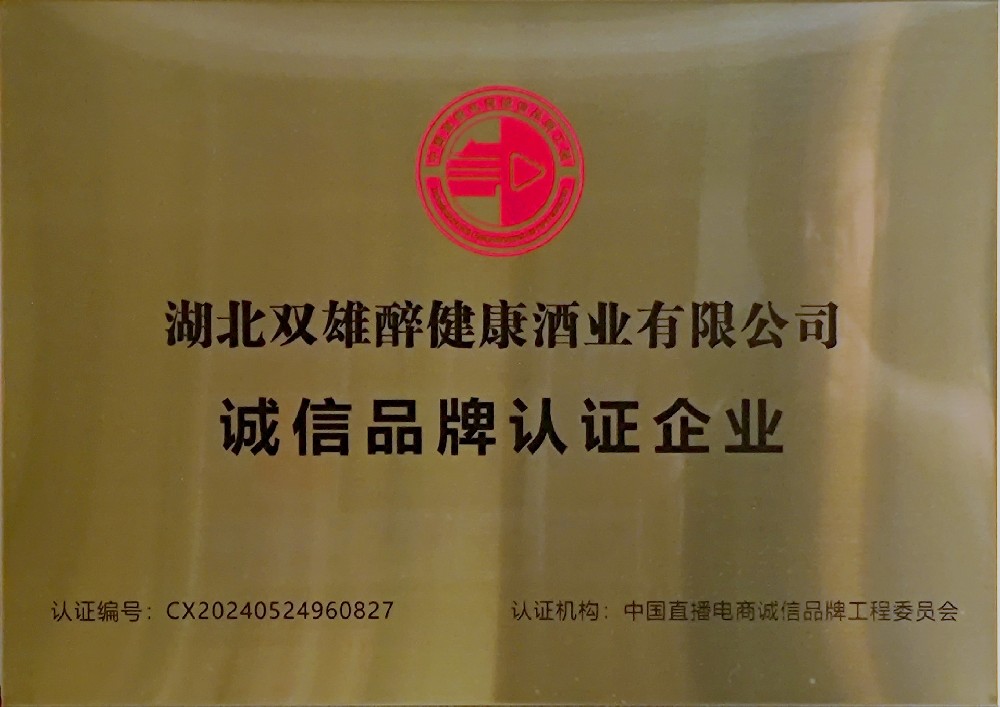 湖北双雄醉健康酒业有限公司
诚信品牌认证企业
认证编号：CX20240524960827
认证机构：中国直播电商诚信品牌工程委员会